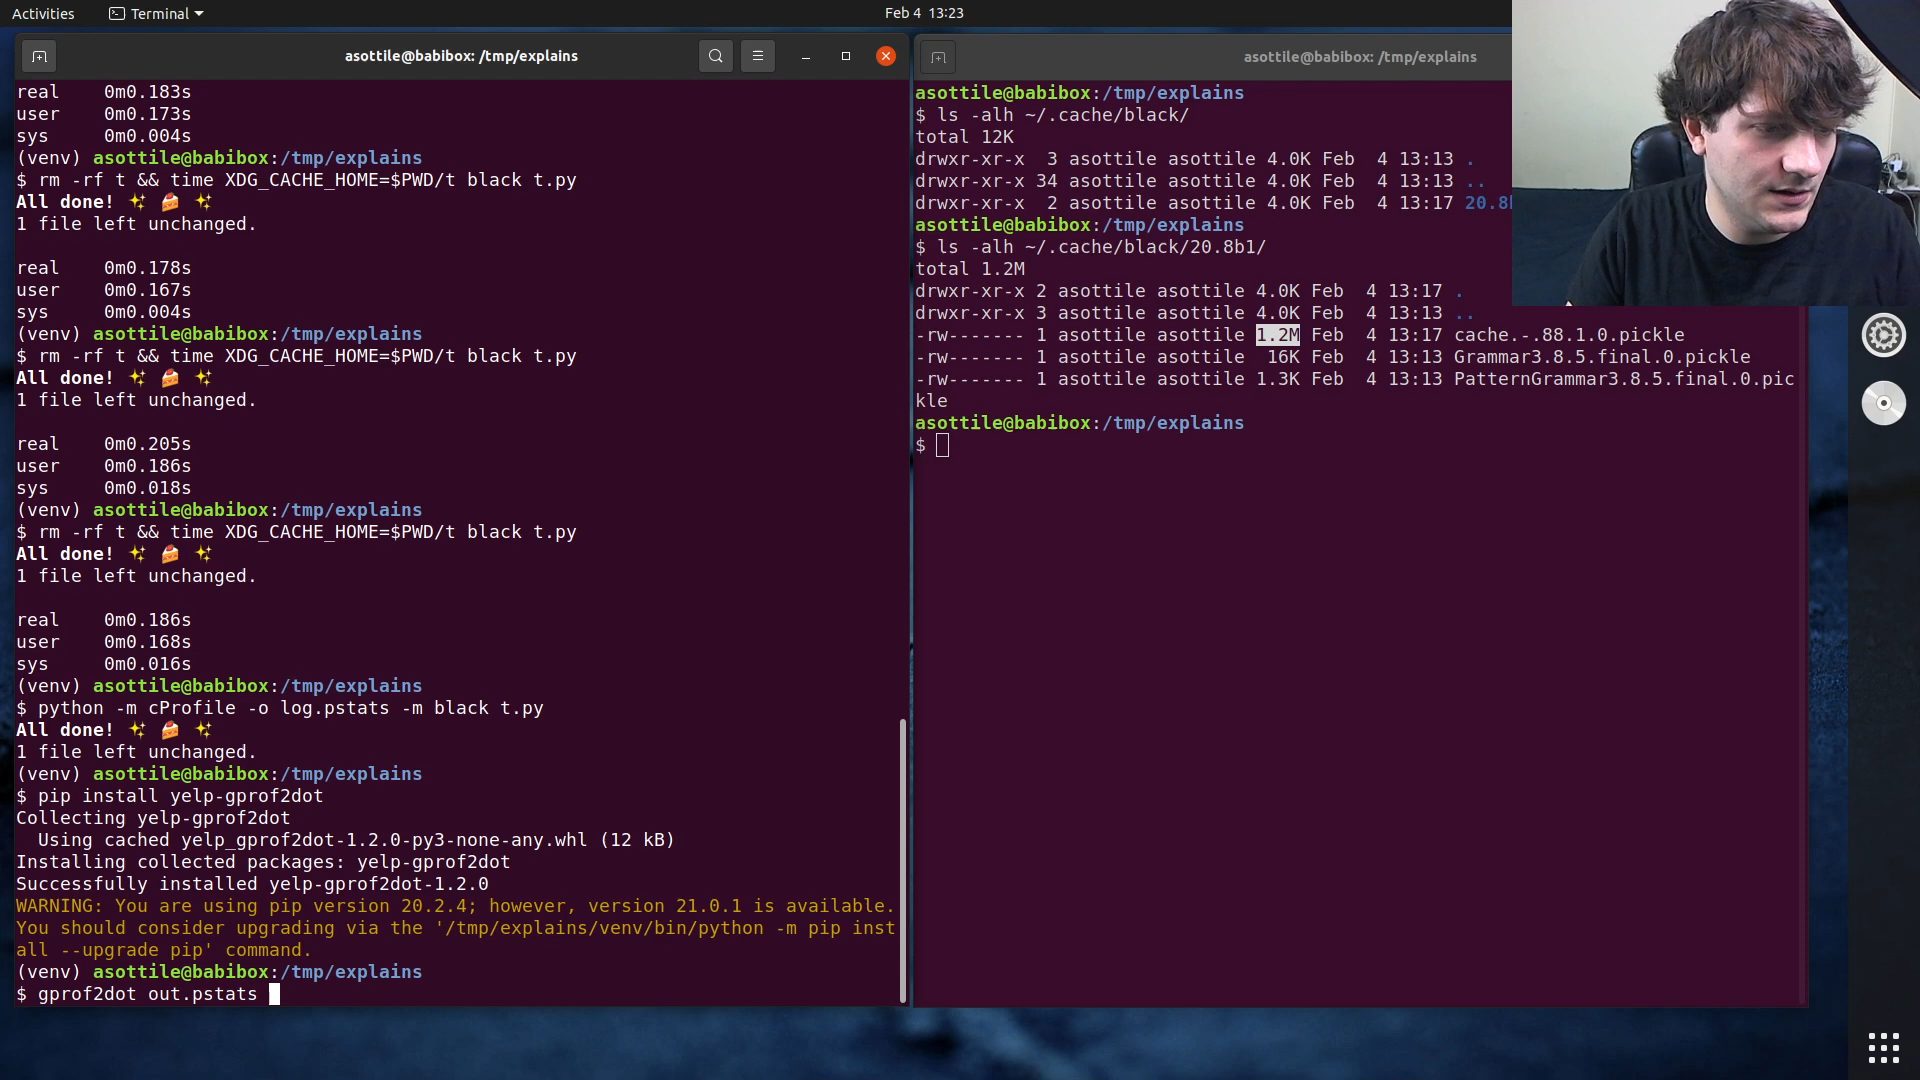 Activities
Terminal
Feb 4 13:23
asottile@babibox: /tmp/explains
real 0m0.183s
user 0m0.173s
sys 0m0.004s
(venv) asottile@babibox:/tmp/explains
$ rm -rf t && time XDG_CACHE_HOME=$PWD/t black t.py
All done! ✨ 🍰 ✨
1 file left unchanged.
real 0m0.178s
user 0m0.167s
sys 0m0.004s
(venv) asottile@babibox:/tmp/explains
$ rm -rf t && time XDG_CACHE_HOME=$PWD/t black t.py
All done! ✨ 🍰 ✨
1 file left unchanged.
real 0m0.205s
user 0m0.186s
sys 0m0.018s
(venv) asottile@babibox:/tmp/explains
$ rm -rf t && time XDG_CACHE_HOME=$PWD/t black t.py
All done! ✨ 🍰 ✨
1 file left unchanged.
real 0m0.186s
user 0m0.168s
sys 0m0.016s
(venv) asottile@babibox:/tmp/explains
$ python -m cProfile -o log.pstats -m black t.py
All done! ✨ 🍰 ✨
1 file left unchanged.
(venv) asottile@babibox:/tmp/explains
$ pip install yelp-gprof2dot
Collecting yelp-gprof2dot
Using cached yelp_gprof2dot-1.2.0-py3-none-any.whl (12 kB)
Installing collected packages: yelp-gprof2dot
Successfully installed yelp-gprof2dot-1.2.0
WARNING: You are using pip version 20.2.4; however, version 21.0.1 is available.
You should consider upgrading via the '/tmp/explains/venv/bin/python -m pip inst
all --upgrade pip' command.
(venv) asottile@babibox:/tmp/explains
$ gprof2dot out.pstats
asottile@babibox: /tmp/explains
asottile@babibox:/tmp/explains
$ ls -alh ~/.cache/black/
total 12K
drwxr-xr-x 3 asottile asottile 4.0K Feb 4 13:13 .
drwxr-xr-x 34 asottile asottile 4.0K Feb 4 13:13 ..
drwxr-xr-x 2 asottile asottile 4.0K Feb 4 13:17 20.8
asottile@babibox:/tmp/explains
$ ls -alh ~/.cache/black/20.8b1/
total 1.2M
drwxr-xr-x 2 asottile asottile 4.0K Feb 4 13:17 .
drwxr-xr-x 3 asottile asottile 4.0K Feb 4 13:13 ..
-rw------- 1 asottile asottile 1.2M Feb 4 13:17 cache.-.88.1.0.pickle
-rw------- 1 asottile asottile 16K Feb 4 13:13 Grammar3.8.5.final.0.pickle
-rw------- 1 asottile asottile 1.3K Feb 4 13:13 PatternGrammar3.8.5.final.0.pic
kle
asottile@babibox:/tmp/explains
$